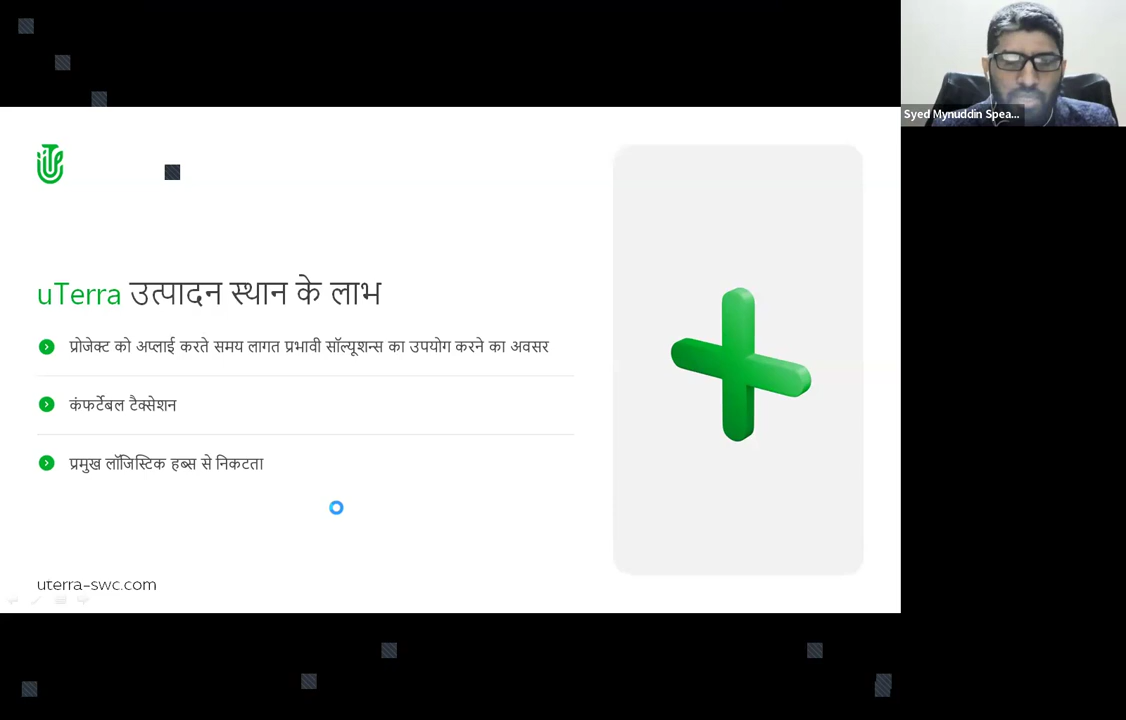 Syed Mynuddin Spea...
uTerra उत्पादन स्थान के लाभ
प्रोजेक्ट को अप्लाई करते समय लागत प्रभावी सॉल्यूशन्स का उपयोग करने का अवसर
कंफर्टेबल टैक्सेशन
प्रमुख लॉजिस्टिक हब्स से निकटता
uterra-swc.com